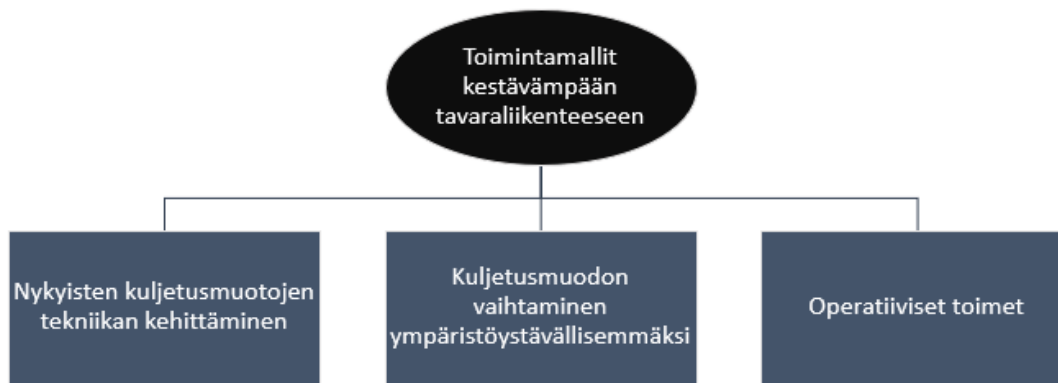 Toimintamallit
kestävämpään
tavaraliikenteeseen
Nykyisten kuljetusmuotojen
tekniikan kehittäminen
Kuljetusmuodon
vaihtaminen
ympäristöystävällisemmäksi
Operatiiviset toimet